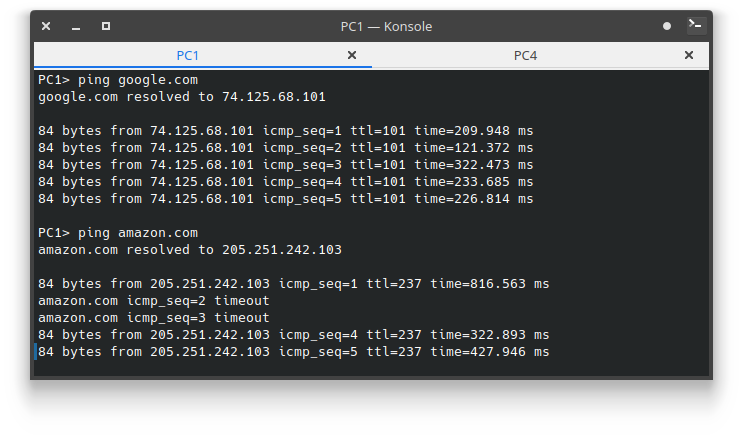 PC1 — Konsole
PC1
PC4
PC1> ping google.com
google.com resolved to 74.125.68.101
84 bytes from 74.125.68.101 icmp_seq=1 ttl=101 time=209.948 ms
84 bytes from 74.125.68.101 icmp_seq=2 ttl=101 time=121.372 ms
84 bytes from 74.125.68.101 icmp_seq=3 ttl=101 time=322.473 ms
84 bytes from 74.125.68.101 icmp_seq=4 ttl=101 time=233.685 ms
84 bytes from 74.125.68.101 icmp_seq=5 ttl=101 time=226.814 ms
PC1> ping amazon.com
amazon.com resolved to 205.251.242.103
84 bytes from 205.251.242.103 icmp_seq=1 ttl=237 time=816.563 ms
amazon.com icmp_seq=2 timeout
amazon.com icmp_seq=3 timeout
84 bytes from 205.251.242.103 icmp_seq=4 ttl=237 time=322.893 ms
84 bytes from 205.251.242.103 icmp_seq=5 ttl=237 time=427.946 ms